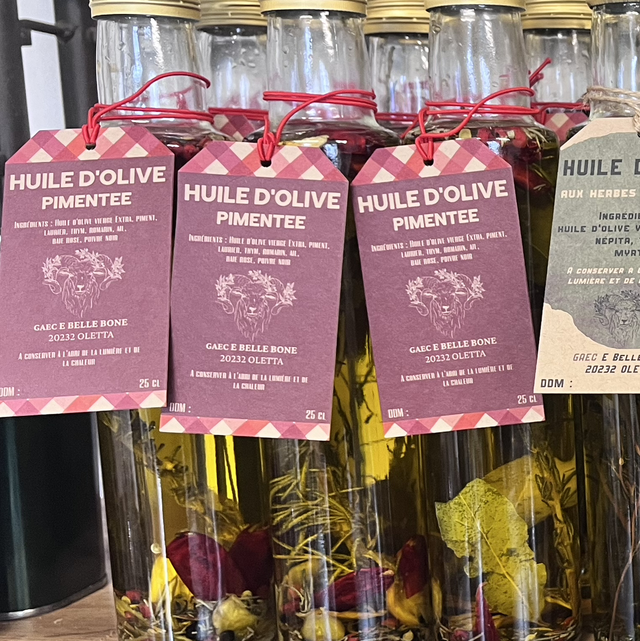 HUILE D'OLIVE
PIMENTEE
Ingrédients : Huile d'olive vierge Extra, piment,
laurier, thym, romarin, ail,
baie rose, poivre noir
GAEC E BELLE BONE
20232 OLETTA
À conserver à l'abri de la lumière et de
la chaleur
DDM :
25 cl
HUILE D'OLIVE
PIMENTEE
Ingrédients : Huile d'olive vierge Extra, piment,
laurier, thym, romarin, ail,
baie rose, poivre noir
GAEC E BELLE BONE
20232 OLETTA
À conserver à l'abri de la lumière et de
la chaleur
DDM :
25 cl
HUILE D'OLIVE
PIMENTEE
Ingrédients : Huile d'olive vierge Extra, piment,
laurier, thym, romarin, ail,
baie rose, poivre noir
GAEC E BELLE BONE
20232 OLETTA
À conserver à l'abri de la lumière et de
la chaleur
DDM :
25 cl
HUILE D
AUX HERBES
Ingrédie
Huile d'olive v
népita,
myrt
À conserver à l
lumière et de
GAEC E BELLE
20232 OLE
DDM :